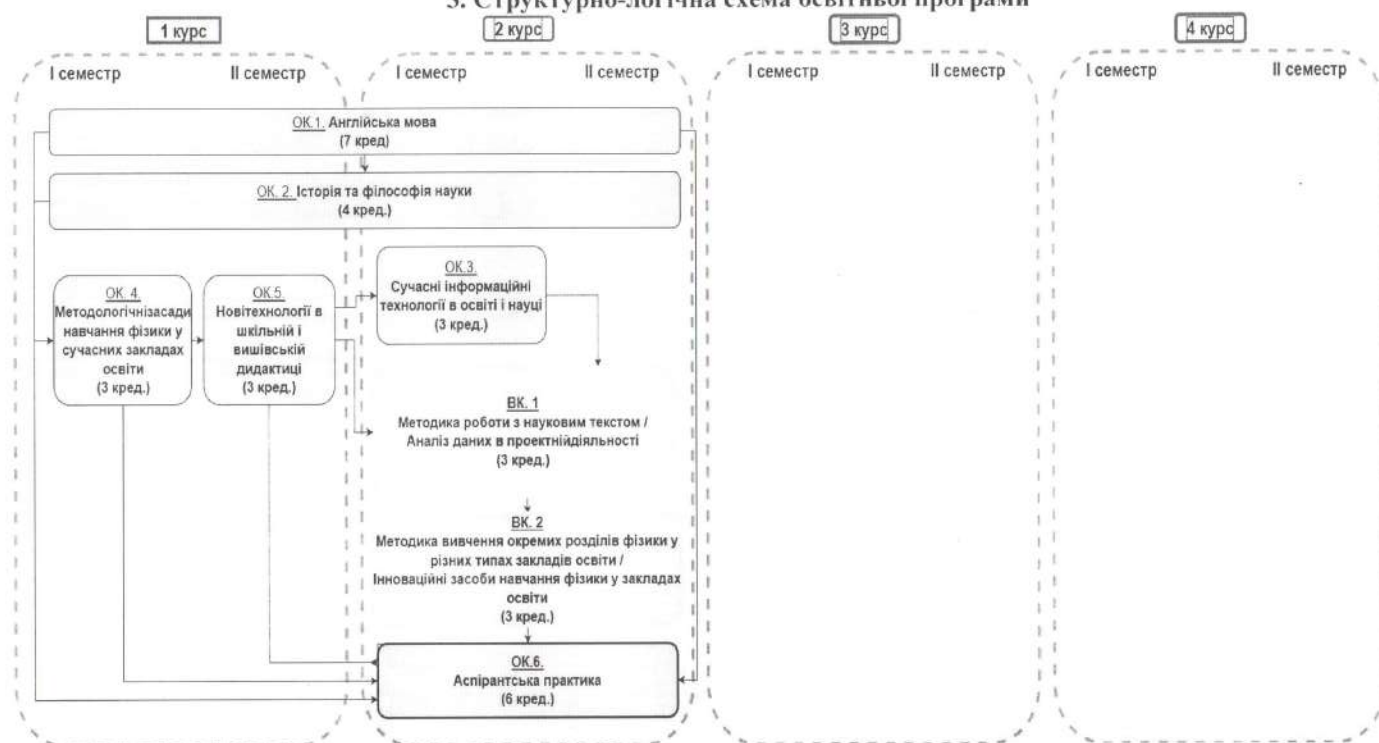 3. Структурно-логічна схема освітньої програми
1 курс
2 курс
3 курс
4 курс
I семестр
II семестр
I семестр
II семестр
I семестр
II семестр
I семестр
II семестр
ОК.1. Англійська мова
(7 кред)
ОК. 2. Історія та філософія науки
(4 кред.)
ОК. 4.
Методологічнізасади
навчання фізики у
сучасних закладах
освіти
(3 кред.)
ОК.5.
Новітехнології в
шкільній і
вишівській
дидактиці
(3 кред.)
ОК.3.
Сучасні інформаційні
технології в освіті і науці
(3 кред.)
ВК. 1
Методика роботи з науковим текстом /
Аналіз даних в проектнійдіяльності
(3 кред.)
ВК. 2
Методика вивчення окремих розділів фізики у
різних типах закладів освіти /
Інноваційні засоби навчання фізики у закладах
освіти
(3 кред.)
ОК.6.
Аспірантська практика
(6 кред.)